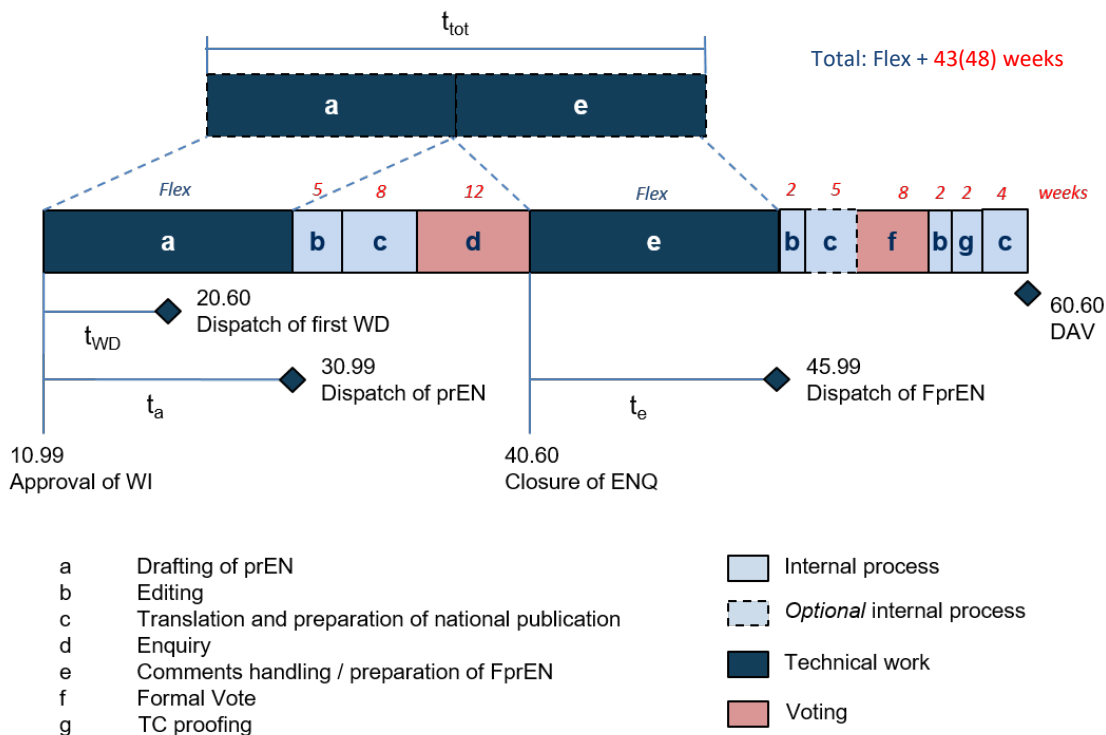 t_tot
Total: Flex + 43(48) weeks
a e
Flex 5 8 12 Flex 2 5 8 2 2 4 weeks
a b c d e b c f b g c
20.60
Dispatch of first WD
t_WD
60.60
DAV
30.99
Dispatch of prEN
t_a
45.99
Dispatch of FprEN
t_e
10.99
Approval of WI
40.60
Closure of ENQ
a Drafting of prEN
b Editing
c Translation and preparation of national publication
d Enquiry
e Comments handling / preparation of FprEN
f Formal Vote
g TC proofing
Internal process
Optional internal process
Technical work
Voting